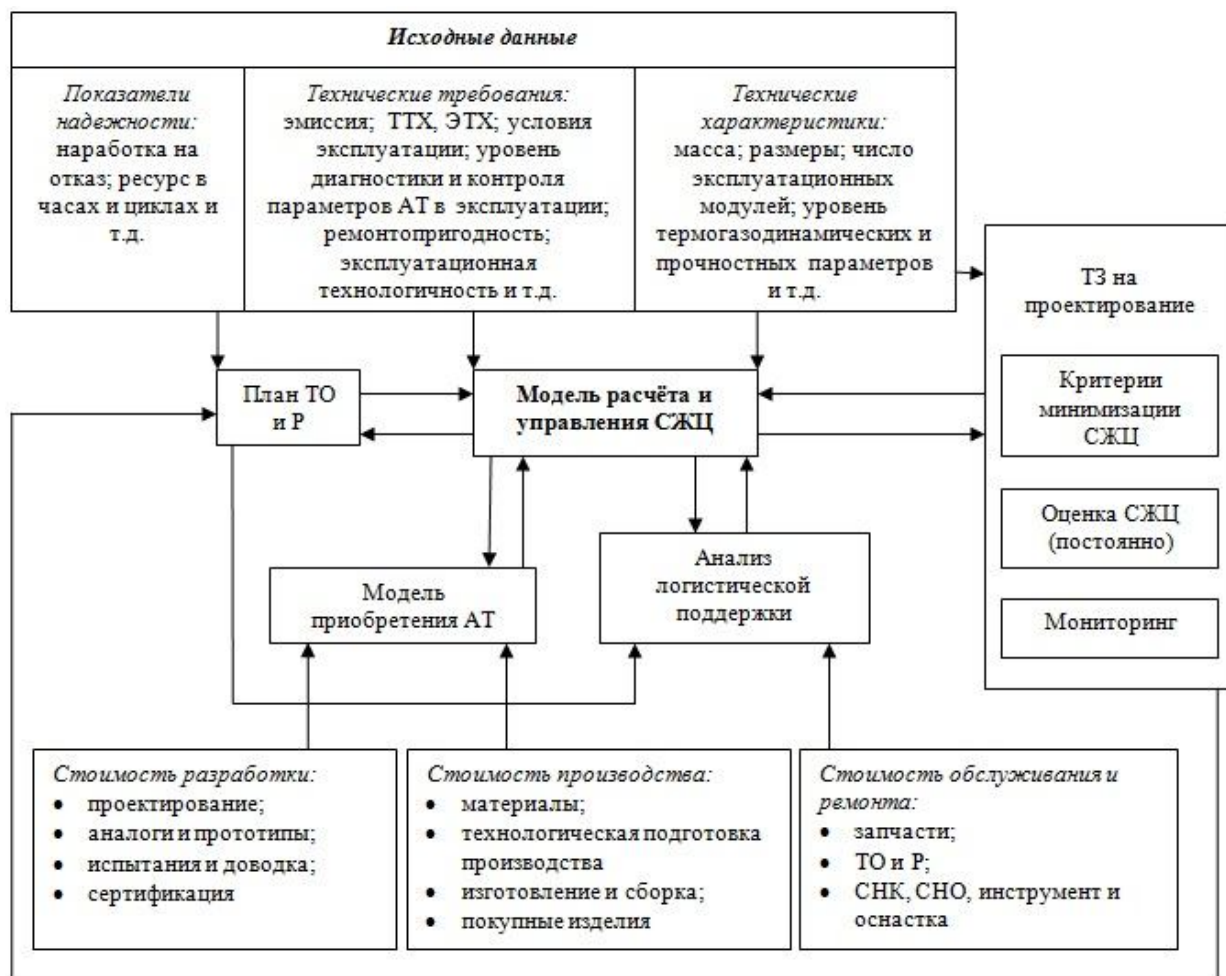 Исходные данные
Показатели
надежности:
наработка на
отказ; ресурс в
часах и циклах и
т.д.
Технические требования:
эмиссия; ТТХ, ЭТХ; условия
эксплуатации; уровень
диагностики и контроля
параметров АТ в эксплуатации;
ремонтопригодность;
эксплуатационная
технологичность и т.д.
Технические
характеристики:
масса; размеры; число
эксплуатационных
модулей; уровень
термогазодинамических и
прочностных параметров
и т.д.
ТЗ на
проектирование
Критерии
минимизации
СЖЦ
Оценка СЖЦ
(постоянно)
Мониторинг
План ТО
и Р
Модель расчёта и
управления СЖЦ
Модель
приобретения АТ
Анализ
логистической
поддержки
Стоимость разработки:
• проектирование;
• аналоги и прототипы;
• испытания и доводка;
• сертификация
Стоимость производства:
• материалы;
• технологическая подготовка
производства
• изготовление и сборка;
• покупные изделия
Стоимость обслуживания и
ремонта:
• запчасти;
• ТО и Р;
• СНК, СНО, инструмент и
оснастка